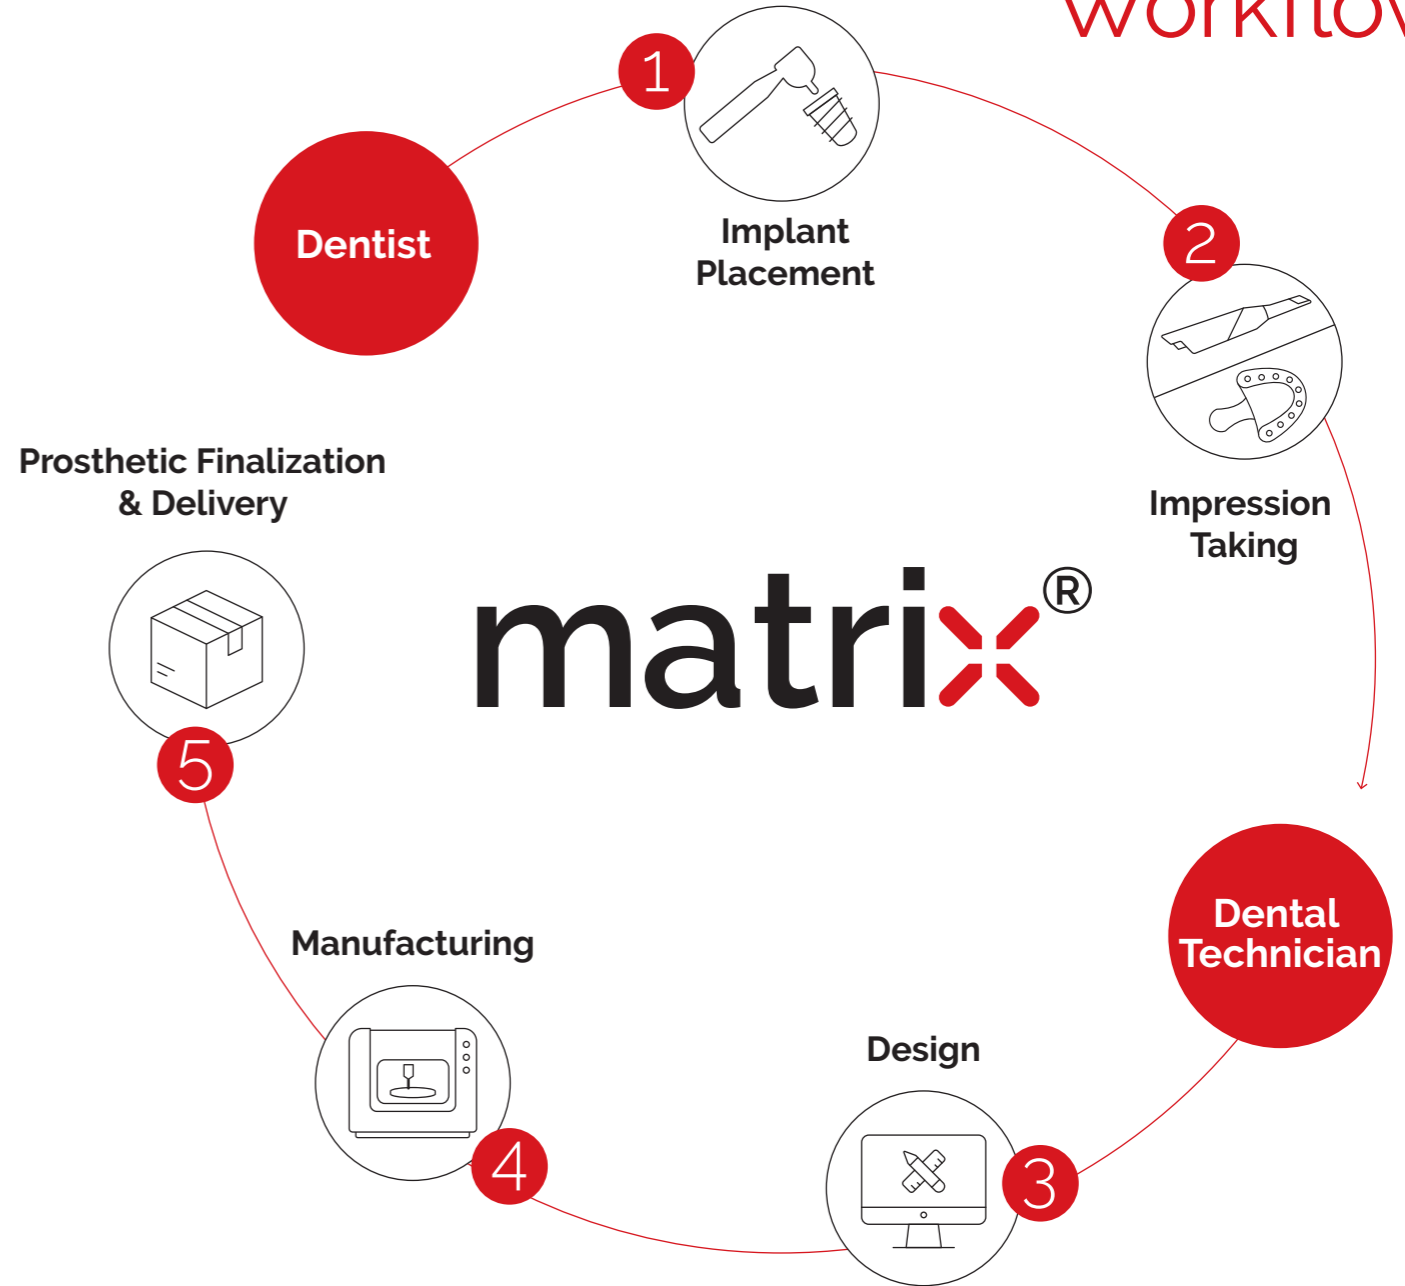 Dentist
1
Implant
Placement
2
Impression
Taking
matrix®
Dental
Technician
Design
3
Manufacturing
4
Prosthetic Finalization
& Delivery
5